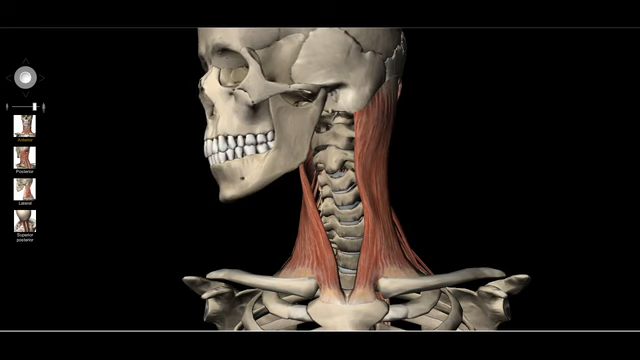 Anterior
Posterior
Lateral
Superior
posterior